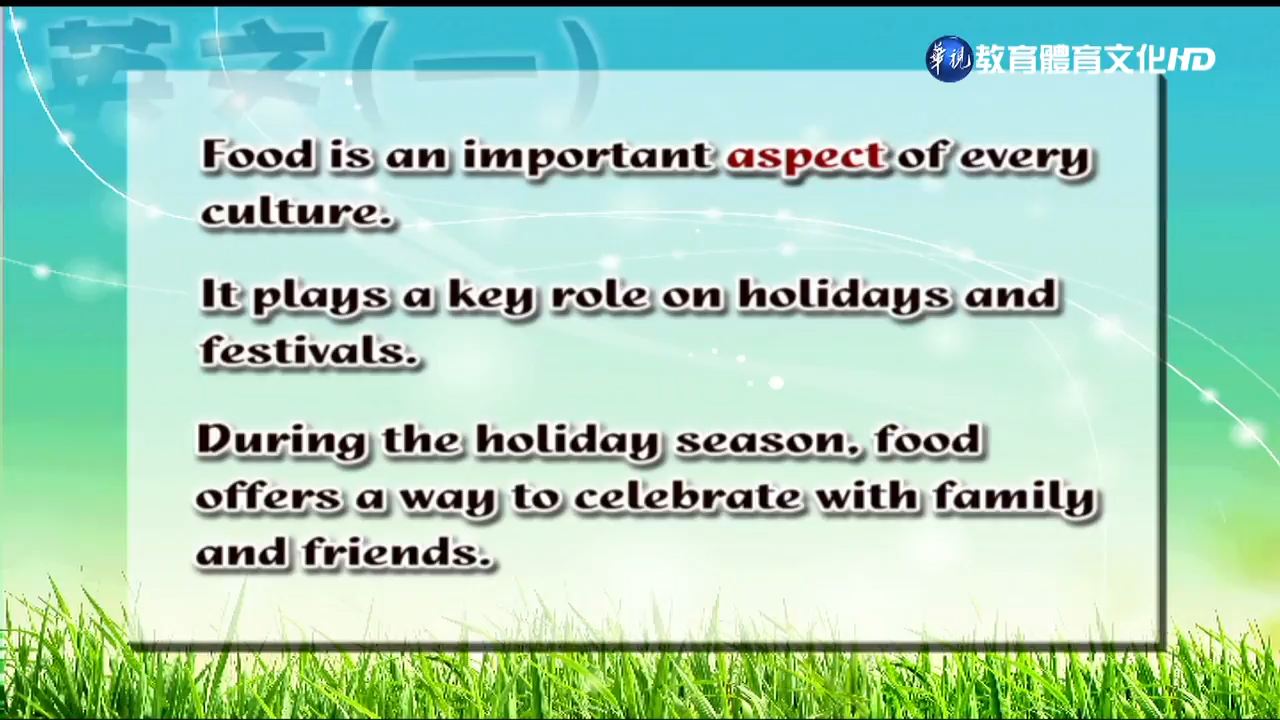 英文(一)
華視 教育體育文化HD
Food is an important aspect of every
culture.
It plays a key role on holidays and
festivals.
During the holiday season, food
offers a way to celebrate with family
and friends.